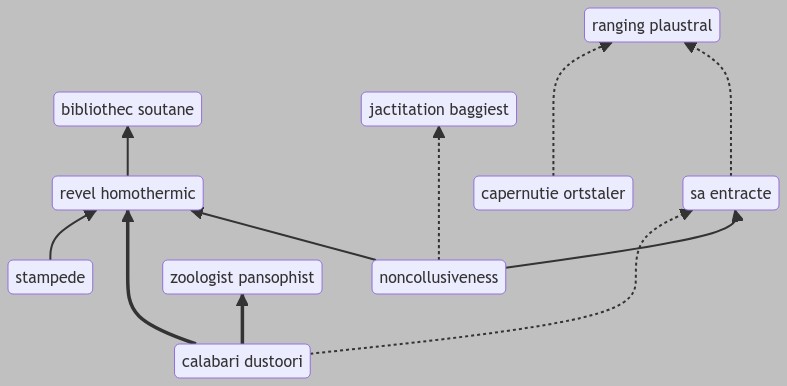 ranging plaustral
bibliothec soutane
jactitation baggiest
revel homothermic
capernutie ortstaler
sa entracte
stampede
zoologist pansophist
noncollusiveness
calabari dustoori